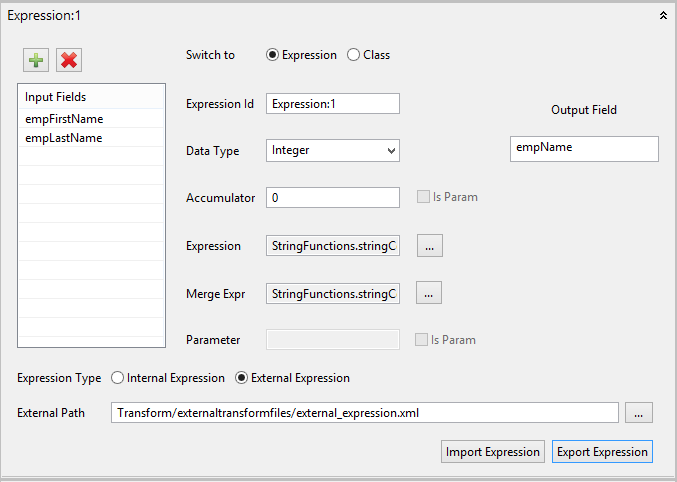 Expression:1
Switch to Expression Class
Input Fields
empFirstName
empLastName
Expression Id Expression:1
Output Field
Data Type Integer
empName
Accumulator 0 Is Param
Expression StringFunctions.stringC ...
Merge Expr StringFunctions.stringC ...
Parameter Is Param
Expression Type Internal Expression External Expression
External Path Transform/externaltransformfiles/external_expression.xml ...
Import Expression Export Expression